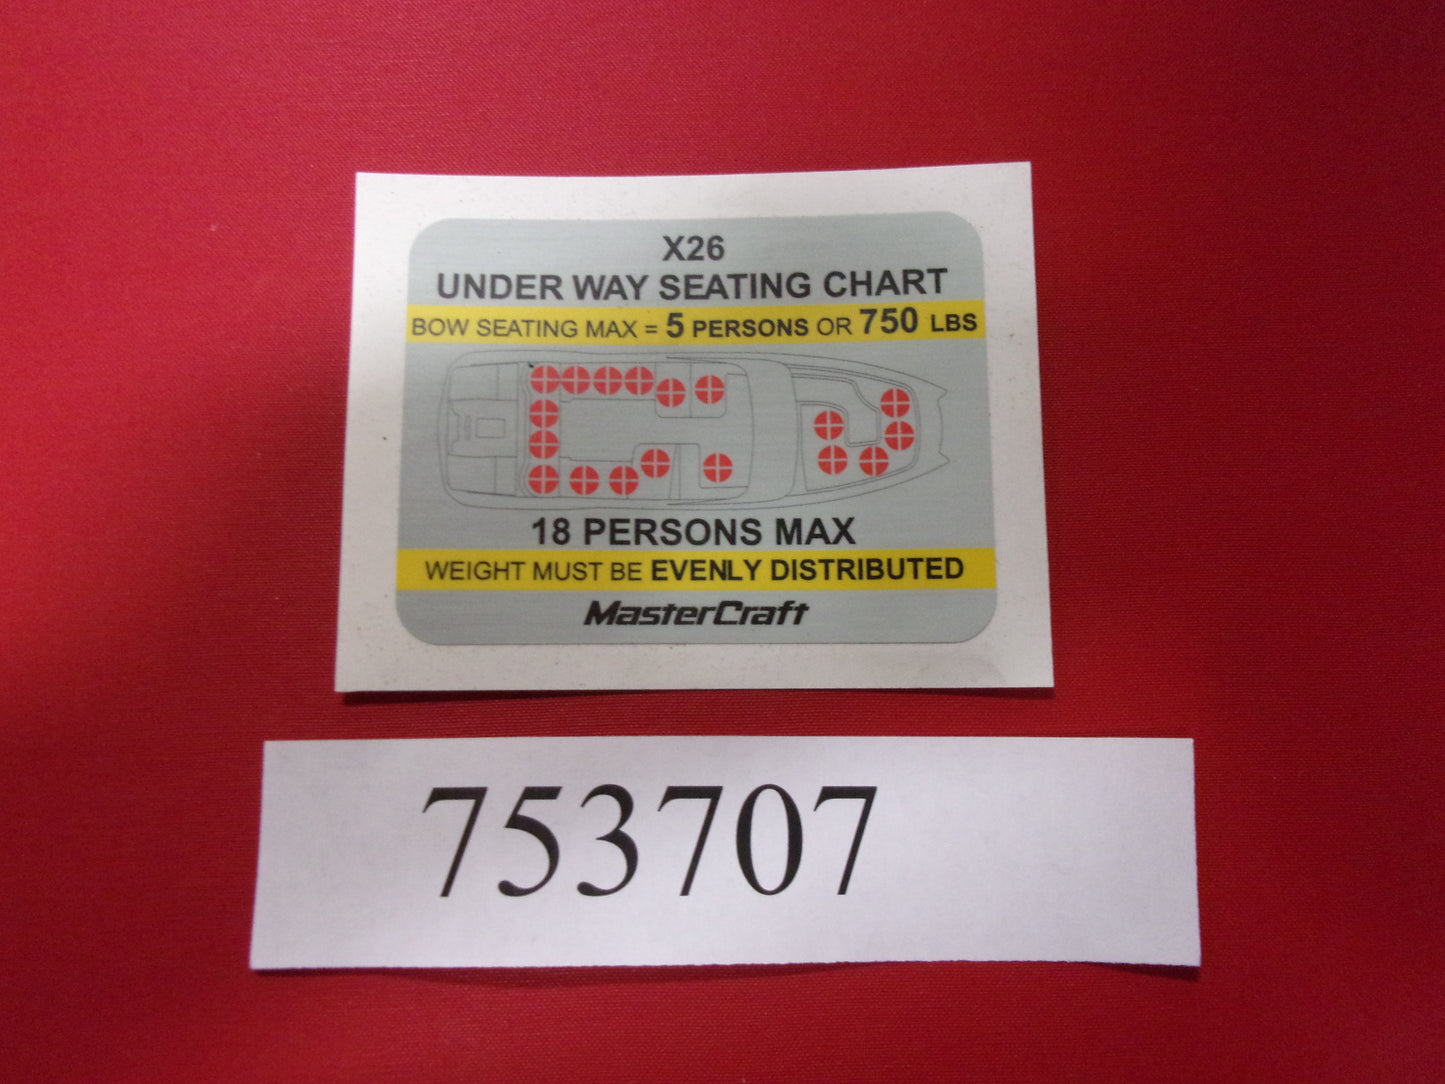 X26
UNDER WAY SEATING CHART
BOW SEATING MAX = 5 PERSONS OR 750 LBS
18 PERSONS MAX
WEIGHT MUST BE EVENLY DISTRIBUTED
MasterCraft
753707